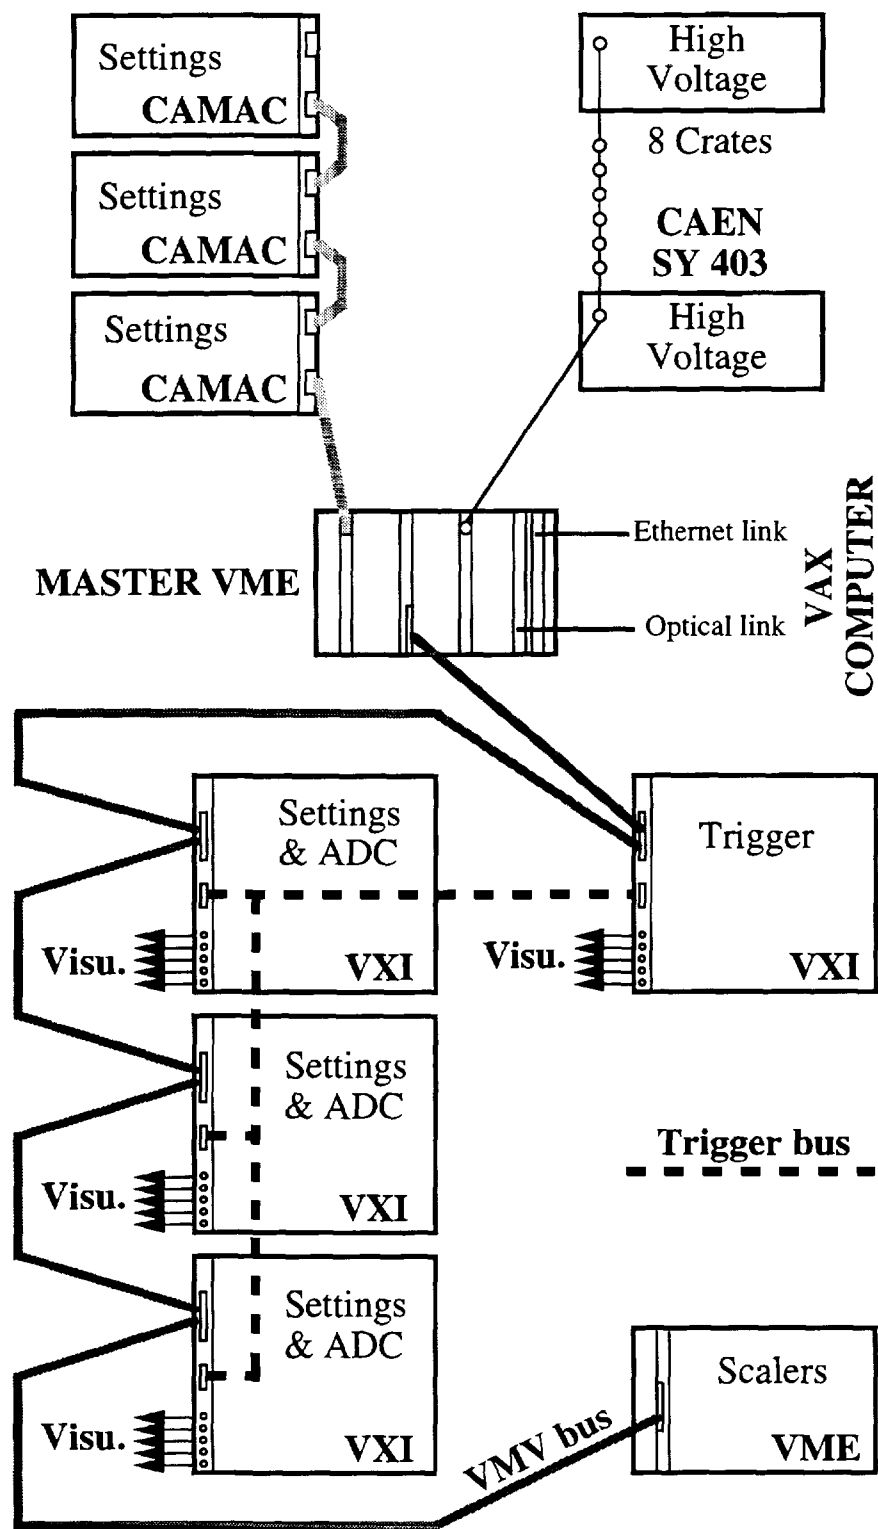 Settings
CAMAC
Settings
CAMAC
Settings
CAMAC
High
Voltage
8 Crates
CAEN
SY 403
High
Voltage
MASTER VME
Ethernet link
Optical link
VAX
COMPUTER
Settings
& ADC
Visu.
VXI
Trigger
Visu.
VXI
Settings
& ADC
Visu.
VXI
Trigger bus
Settings
& ADC
Visu.
VXI
VMV bus
Scalers
VME